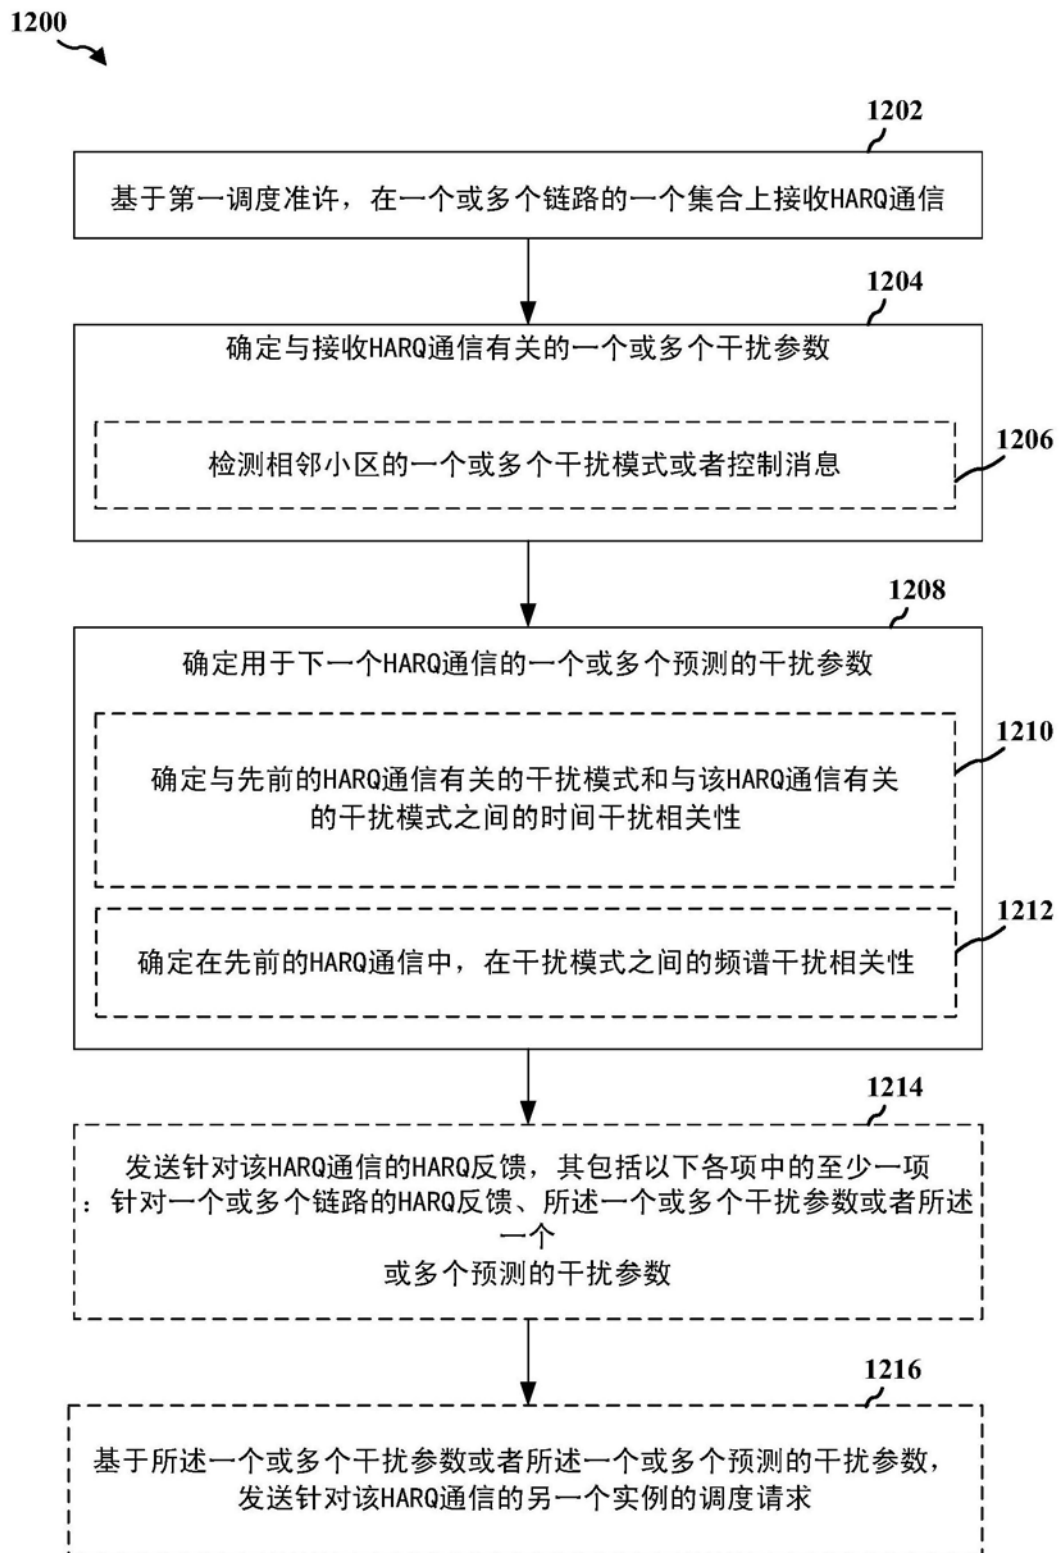 1200
1202
基于第一调度准许，在一个或多个链路的一个集合上接收HARQ通信
1204
确定与接收HARQ通信有关的一个或多个干扰参数
1206
检测相邻小区的一个或多个干扰模式或者控制消息
1208
确定用于下一个HARQ通信的一个或多个预测的干扰参数
1210
确定与先前的HARQ通信有关的干扰模式和与该HARQ通信有关
的干扰模式之间的时间干扰相关性
1212
确定在先前的HARQ通信中，在干扰模式之间的频谱干扰相关性
1214
发送针对该HARQ通信的HARQ反馈，其包括以下各项中的至少一项
：针对一个或多个链路的HARQ反馈、所述一个或多个干扰参数或者所述
一个
或多个预测的干扰参数
1216
基于所述一个或多个干扰参数或者所述一个或多个预测的干扰参数，
发送针对该HARQ通信的另一个实例的调度请求